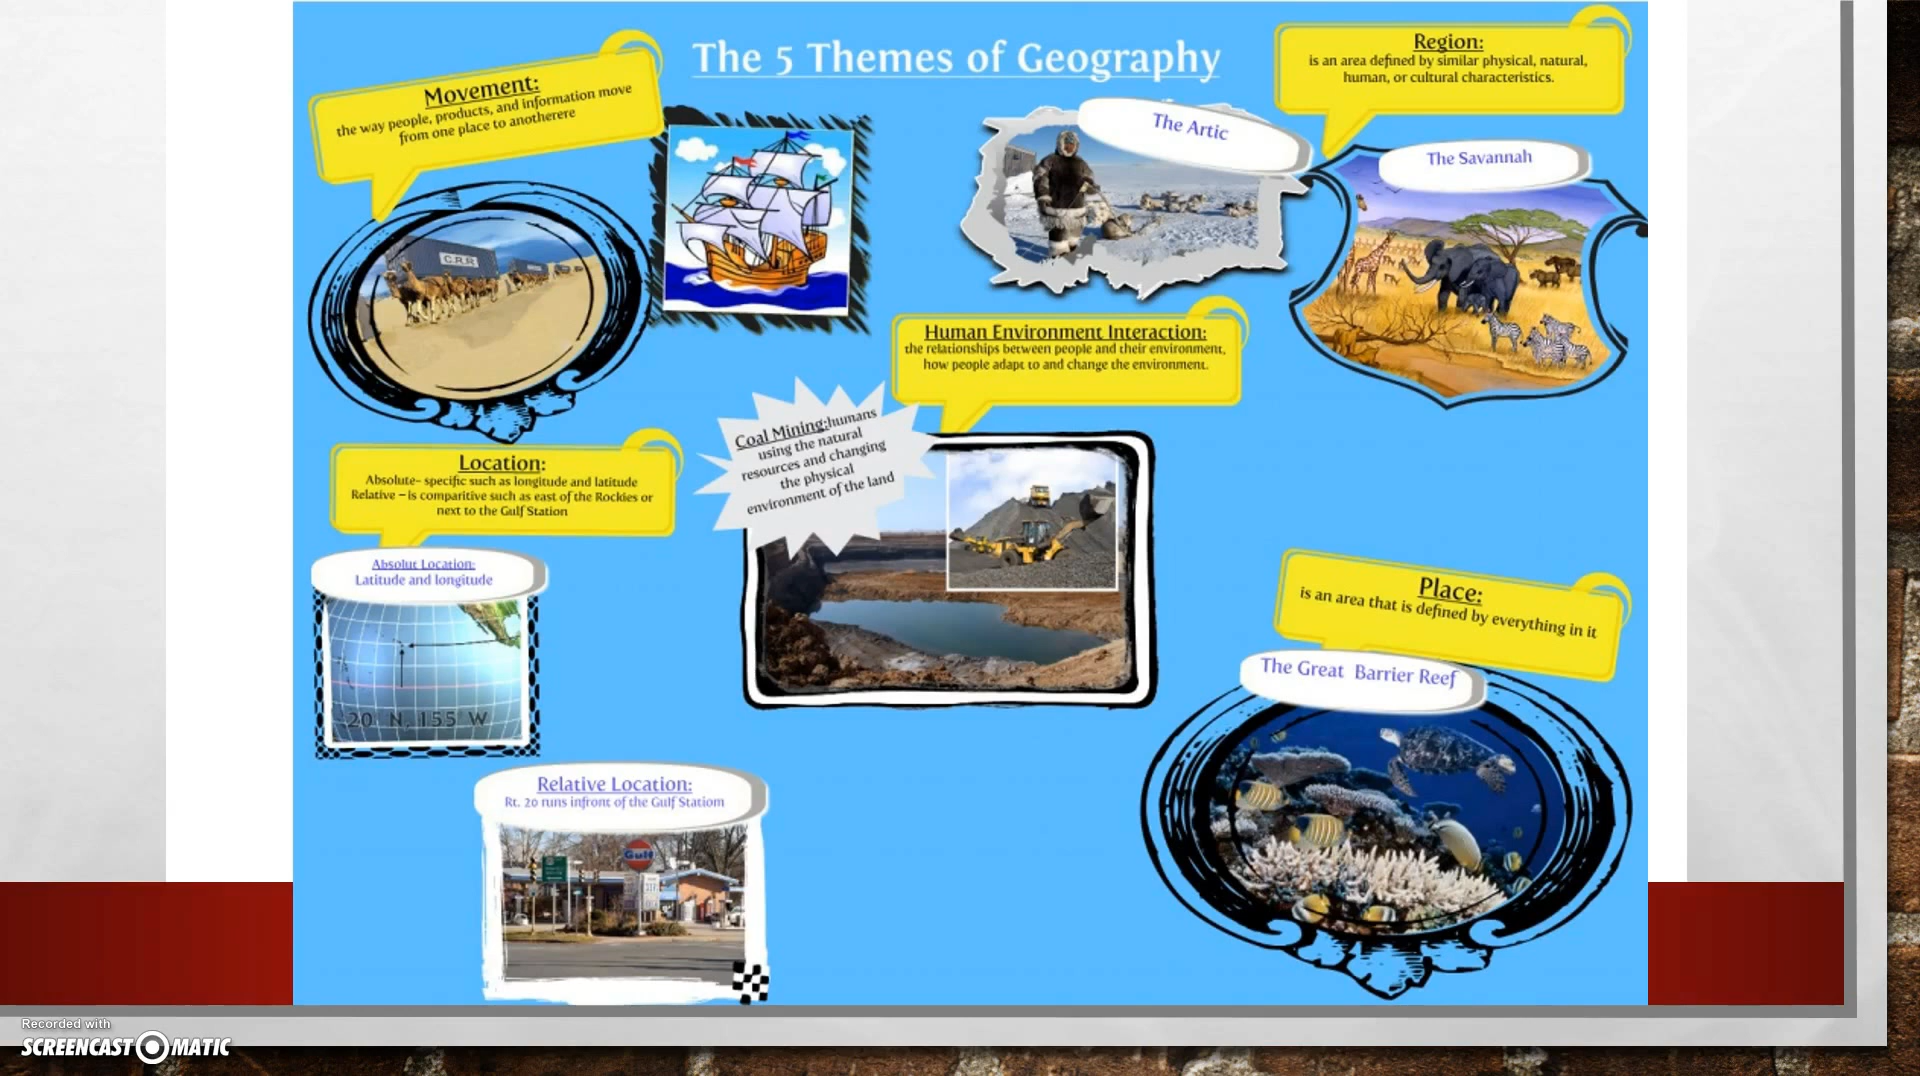 The 5 Themes of Geography
Movement:
the way people, products, and information move
from one place to anotherere
C.R.R
The Artic
Region:
is an area defined by similar physical, natural,
human, or cultural characteristics.
The Savannah
Human Environment Interaction:
the relationships between people and their environment,
how people adapt to and change the environment.
Coal Mining:humans
using the natural
resources and changing
the physical
environment of the land
Location:
Absolute- specific such as longitude and latitude
Relative – is comparitive such as east of the Rockies or
next to the Gulf Station
Absolut Location:
Latitude and longitude
20 N, 155 W
Relative Location:
Rt. 20 runs infront of the Gulf Statiom
Gulf
Place:
is an area that is defined by everything in it
The Great Barrier Reef
Recorded with
SCREENCAST MATIC